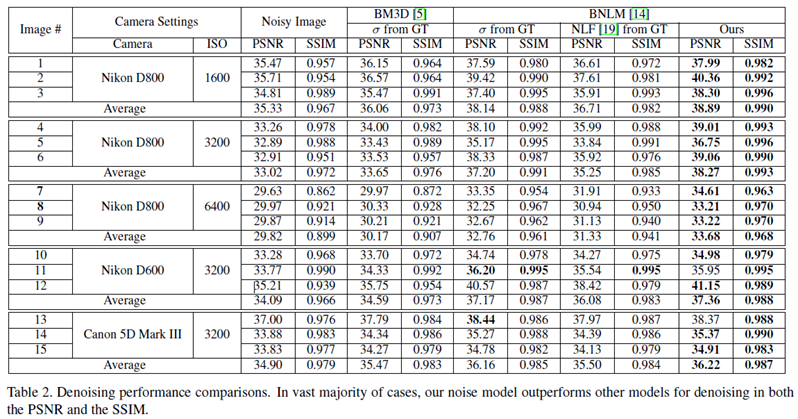 Image # Camera Settings Noisy Image BM3D [5] BNLM [14]
σ from GT σ from GT NLF [19] from GT Ours
Camera ISO PSNR SSIM PSNR SSIM PSNR SSIM PSNR SSIM PSNR SSIM
1 35.47 0.957 36.15 0.964 37.59 0.980 36.61 0.972 37.99 0.982
2 Nikon D800 1600 35.71 0.954 36.57 0.964 39.42 0.990 37.61 0.981 40.36 0.992
3 34.81 0.989 35.47 0.991 37.40 0.995 35.91 0.993 38.30 0.996
Average 35.33 0.967 36.06 0.973 38.14 0.988 36.71 0.982 38.89 0.990
4 33.26 0.978 34.00 0.982 38.10 0.992 35.99 0.988 39.01 0.993
5 Nikon D800 3200 32.89 0.988 33.43 0.989 35.17 0.995 33.84 0.991 36.75 0.996
6 32.91 0.951 33.53 0.957 38.33 0.987 35.92 0.976 39.06 0.990
Average 33.02 0.972 33.65 0.976 37.20 0.991 35.25 0.985 38.27 0.993
7 29.63 0.862 29.97 0.872 33.35 0.954 31.91 0.933 34.61 0.963
8 Nikon D800 6400 29.97 0.921 30.33 0.928 32.25 0.967 30.94 0.950 33.21 0.970
9 29.87 0.914 30.21 0.921 32.67 0.962 31.13 0.940 33.22 0.970
Average 29.82 0.899 30.17 0.907 32.76 0.961 31.33 0.941 33.68 0.968
10 33.28 0.968 33.70 0.972 34.74 0.978 34.27 0.975 34.98 0.979
11 Nikon D600 3200 33.77 0.990 34.33 0.992 36.20 0.995 35.54 0.995 35.95 0.995
12 35.21 0.939 35.75 0.954 40.57 0.987 38.42 0.979 41.15 0.989
Average 34.09 0.966 34.59 0.973 37.17 0.987 36.08 0.983 37.36 0.988
13 37.00 0.976 37.79 0.984 38.44 0.986 37.97 0.987 38.37 0.988
14 Canon 5D Mark III 3200 33.88 0.983 34.34 0.986 35.27 0.988 34.39 0.986 35.37 0.990
15 33.83 0.977 34.27 0.979 34.78 0.982 34.13 0.979 34.91 0.983
Average 34.90 0.979 35.47 0.983 36.16 0.985 35.50 0.984 36.22 0.987
Table 2. Denoising performance comparisons. In vast majority of cases, our noise model outperforms other models for denoising in both
the PSNR and the SSIM.